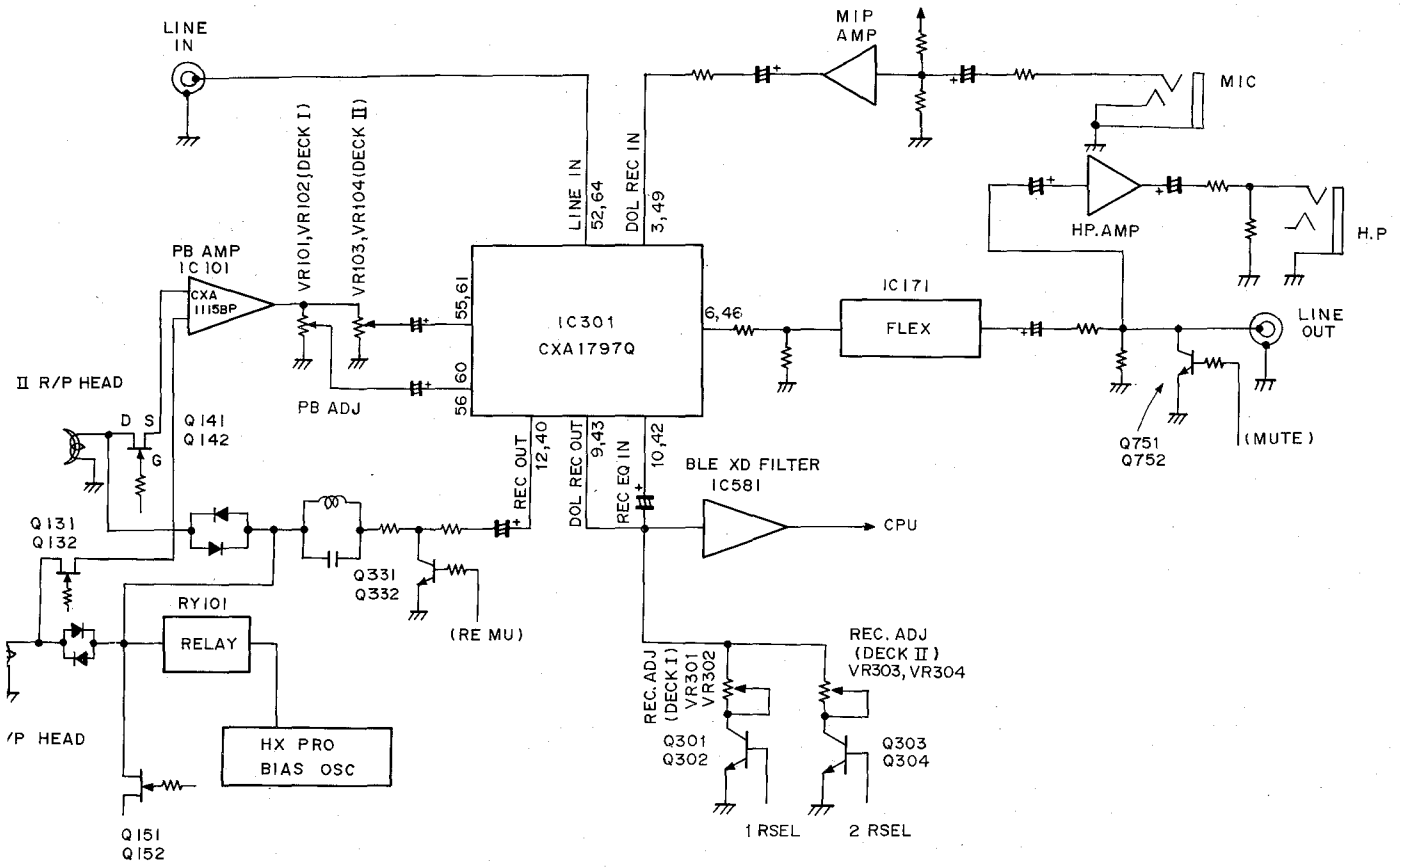 LINE
IN
MIP
AMP
MIC
VR101,VR102(DECK I)
VR103,VR104(DECK II)
LINE IN
52,64
DOL REC IN
3,49
HP.AMP
H.P
PB AMP
IC101
CXA
1115BP
55,61
IC301
CXA1797Q
6,46
IC171
FLEX
LINE
OUT
56 60
PB ADJ
II R/P HEAD
D S
G
Q141
Q142
Q751
Q752
(MUTE)
REC OUT
12,40
DOL REC OUT
9,43
REC EQ IN
10,42
BLE XD FILTER
IC581
CPU
Q131
Q132
Q331
Q332
(RE MU)
RY101
RELAY
/P HEAD
HX PRO
BIAS OSC
REC. ADJ
(DECK I)
VR301
VR302
REC. ADJ
(DECK II)
VR303,VR304
Q301
Q302
Q303
Q304
1 RSEL
2 RSEL
Q151
Q152